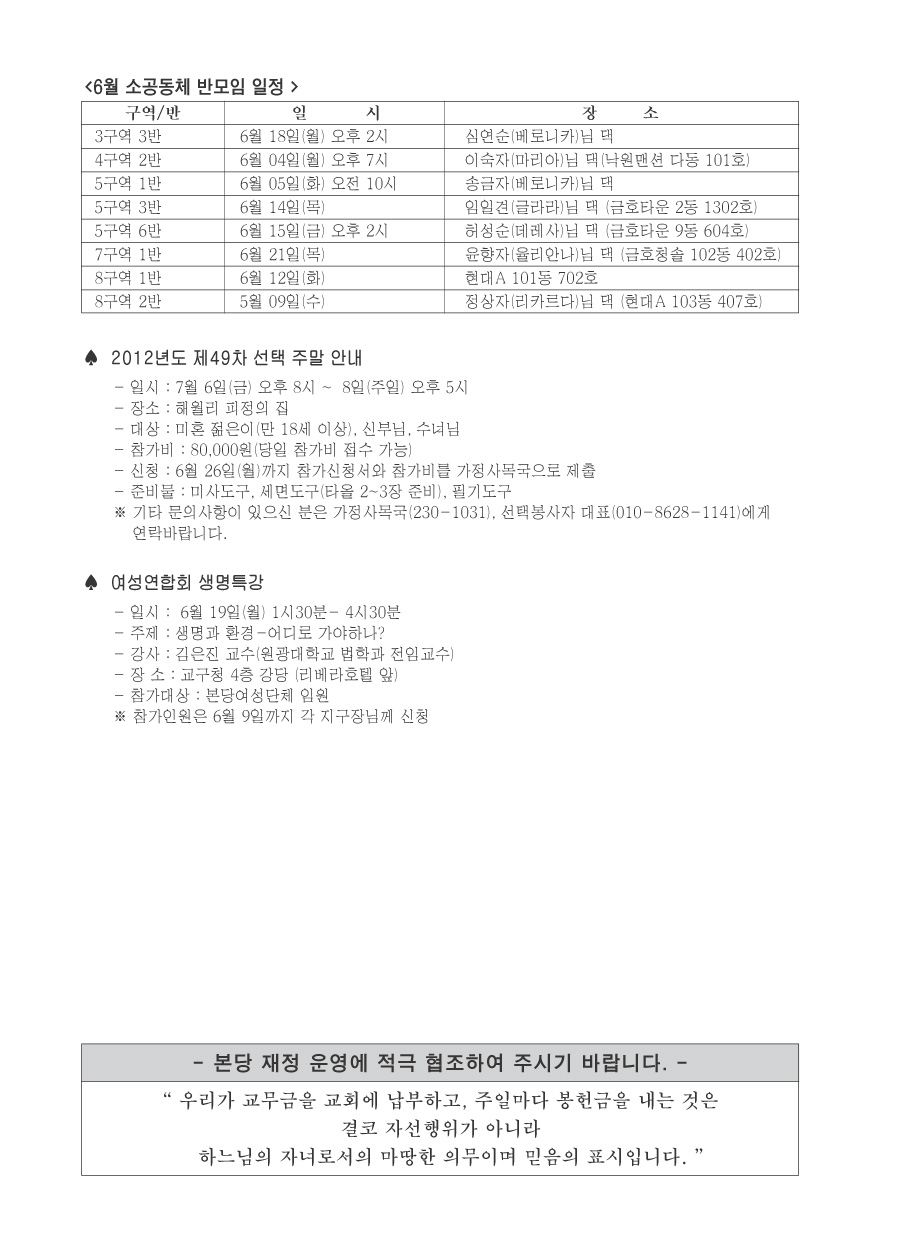 <6월 소공동체 반모임 일정 >
구역/반 일 시 장 소
3구역 3반 6월 18일(월) 오후 2시 심연순(베로니카)님 댁
4구역 2반 6월 04일(월) 오후 7시 이숙자(마리아)님 댁(낙원맨션 다동 101호)
5구역 1반 6월 05일(화) 오전 10시 송금자(베로니카)님 댁
5구역 3반 6월 14일(목) 임일견(글라라)님 댁 (금호타운 2동 1302호)
5구역 6반 6월 15일(금) 오후 2시 허성순(데레사)님 댁 (금호타운 9동 604호)
7구역 1반 6월 21일(목) 윤향자(율리안나)님 댁 (금호청솔 102동 402호)
8구역 1반 6월 12일(화) 현대A 101동 702호
8구역 2반 5월 09일(수) 정상자(리카르다)님 댁 (현대A 103동 407호)
♠ 2012년도 제49차 선택 주말 안내
- 일시 : 7월 6일(금) 오후 8시 ~ 8일(주일) 오후 5시
- 장소 : 해월리 피정의 집
- 대상 : 미혼 젊은이(만 18세 이상), 신부님, 수녀님
- 참가비 : 80,000원(당일 참가비 접수 가능)
- 신청 : 6월 26일(월)까지 참가신청서와 참가비를 가정사목국으로 제출
- 준비물 : 미사도구, 세면도구(타올 2~3장 준비), 필기도구
※ 기타 문의사항이 있으신 분은 가정사목국(230-1031), 선택봉사자 대표(010-8628-1141)에게
연락바랍니다.
♠ 여성연합회 생명특강
- 일시 : 6월 19일(월) 1시30분- 4시30분
- 주제 : 생명과 환경-어디로 가야하나?
- 강사 : 김은진 교수(원광대학교 법학과 전임교수)
- 장 소 : 교구청 4층 강당 (리베라호텔 앞)
- 참가대상 : 본당여성단체 임원
※ 참가인원은 6월 9일까지 각 지구장님께 신청
- 본당 재정 운영에 적극 협조하여 주시기 바랍니다. -
“ 우리가 교무금을 교회에 납부하고, 주일마다 봉헌금을 내는 것은
결코 자선행위가 아니라
하느님의 자녀로서의 마땅한 의무이며 믿음의 표시입니다. ”